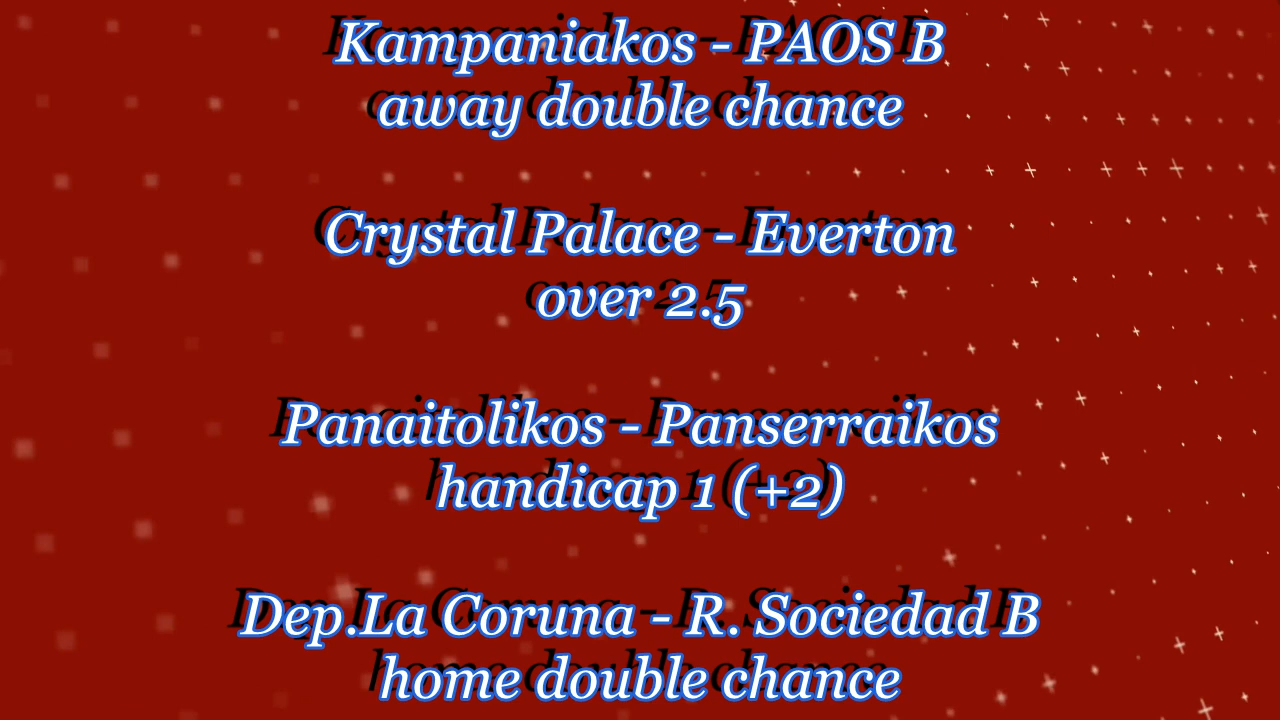 Kampaniakos - PAOS B
away double chance
Crystal Palace - Everton
over 2.5
Panaitolikos - Panserraikos
handicap 1 (+2)
Dep.La Coruna - R. Sociedad B
home double chance